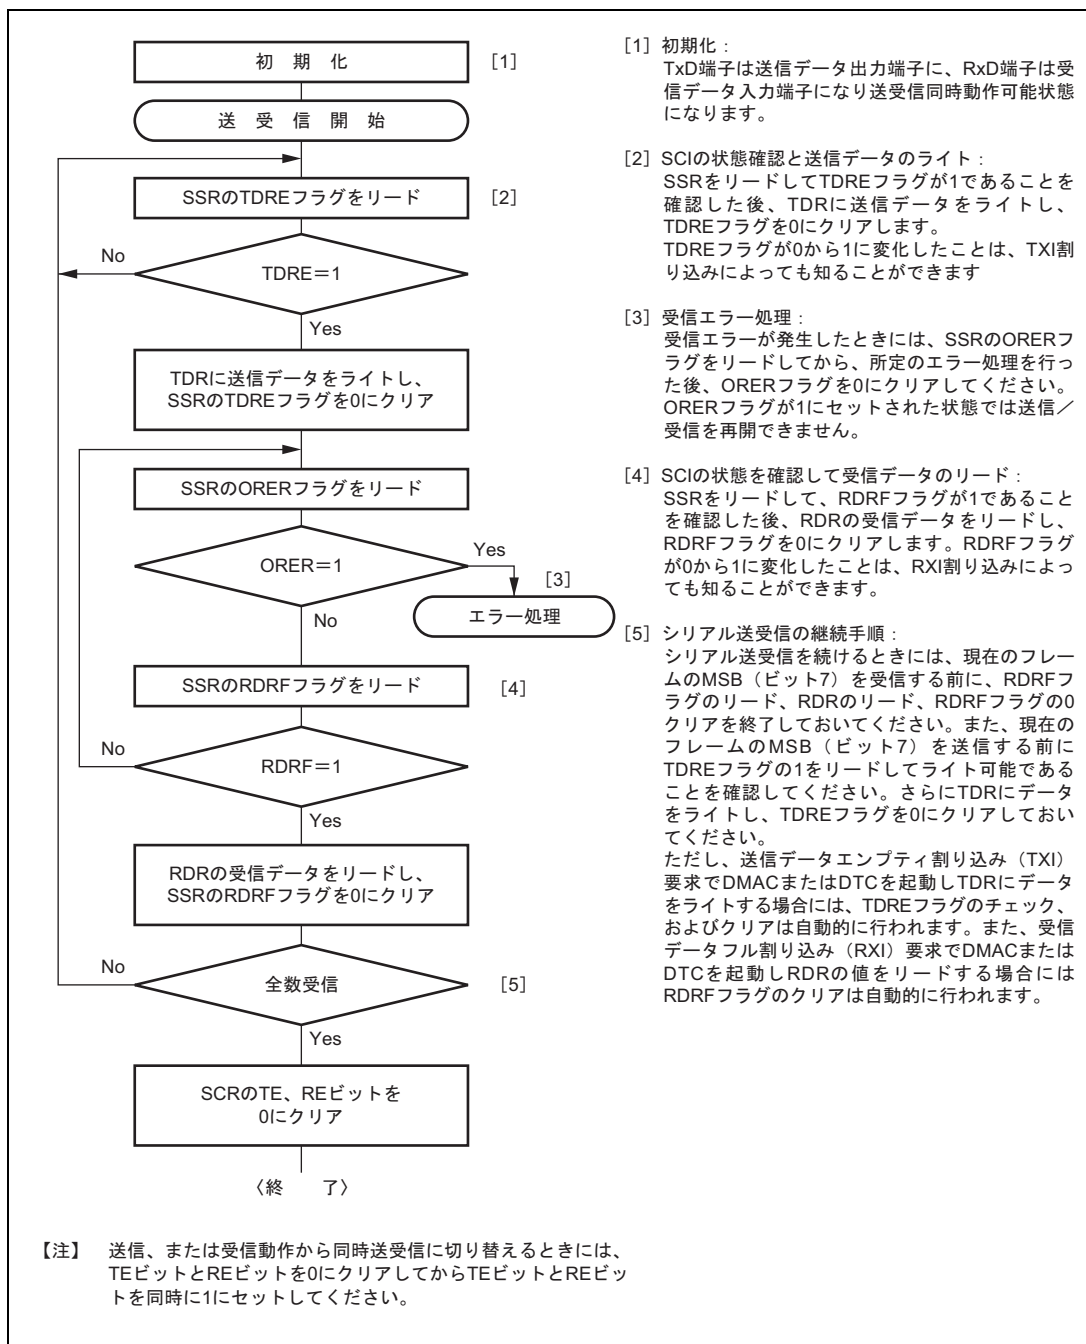 初 期 化 [1]
送 受 信 開 始
SSRのTDREフラグをリード [2]
No
TDRE＝1
Yes
TDRに送信データをライトし、
SSRのTDREフラグを0にクリア
SSRのORERフラグをリード
Yes
ORER＝1
[3]
エラー処理
No
SSRのRDRFフラグをリード [4]
No
RDRF＝1
Yes
RDRの受信データをリードし、
SSRのRDRFフラグを0にクリア
No
全数受信 [5]
Yes
SCRのTE、REビットを
0にクリア
〈終 了〉
[1] 初期化：
TxD端子は送信データ出力端子に、RxD端子は受
信データ入力端子になり送受信同時動作可能状態
になります。
[2] SCIの状態確認と送信データのライト：
SSRをリードしてTDREフラグが1であることを
確認した後、TDRに送信データをライトし、
TDREフラグを0にクリアします。
TDREフラグが0から1に変化したことは、TXI割
り込みによっても知ることができます
[3] 受信エラー処理：
受信エラーが発生したときには、SSRのORERフ
ラグをリードしてから、所定のエラー処理を行っ
た後、ORERフラグを0にクリアしてください。
ORERフラグが1にセットされた状態では送信／
受信を再開できません。
[4] SCIの状態を確認して受信データのリード：
SSRをリードして、RDRFフラグが1であること
を確認した後、RDRの受信データをリードし、
RDRFフラグを0にクリアします。RDRFフラグ
が0から1に変化したことは、RXI割り込みによっ
ても知ることができます。
[5] シリアル送受信の継続手順：
シリアル送受信を続けるときには、現在のフレー
ムのMSB（ビット7）を受信する前に、RDRFフ
ラグのリード、RDRのリード、RDRFフラグの0
クリアを終了しておいてください。また、現在の
フレームのMSB（ビット7）を送信する前に
TDREフラグの1をリードしてライト可能である
ことを確認してください。さらにTDRにデータ
をライトし、TDREフラグを0にクリアしておい
てください。
ただし、送信データエンプティ割り込み（TXI）
要求でDMACまたはDTCを起動しTDRにデータ
をライトする場合には、TDREフラグのチェック、
およびクリアは自動的に行われます。また、受信
データフル割り込み（RXI）要求でDMACまたは
DTCを起動しRDRの値をリードする場合には
RDRFフラグのクリアは自動的に行われます。
【注】 送信、または受信動作から同時送受信に切り替えるときには、
TEビットとREビットを0にクリアしてからTEビットとREビッ
トを同時に1にセットしてください。